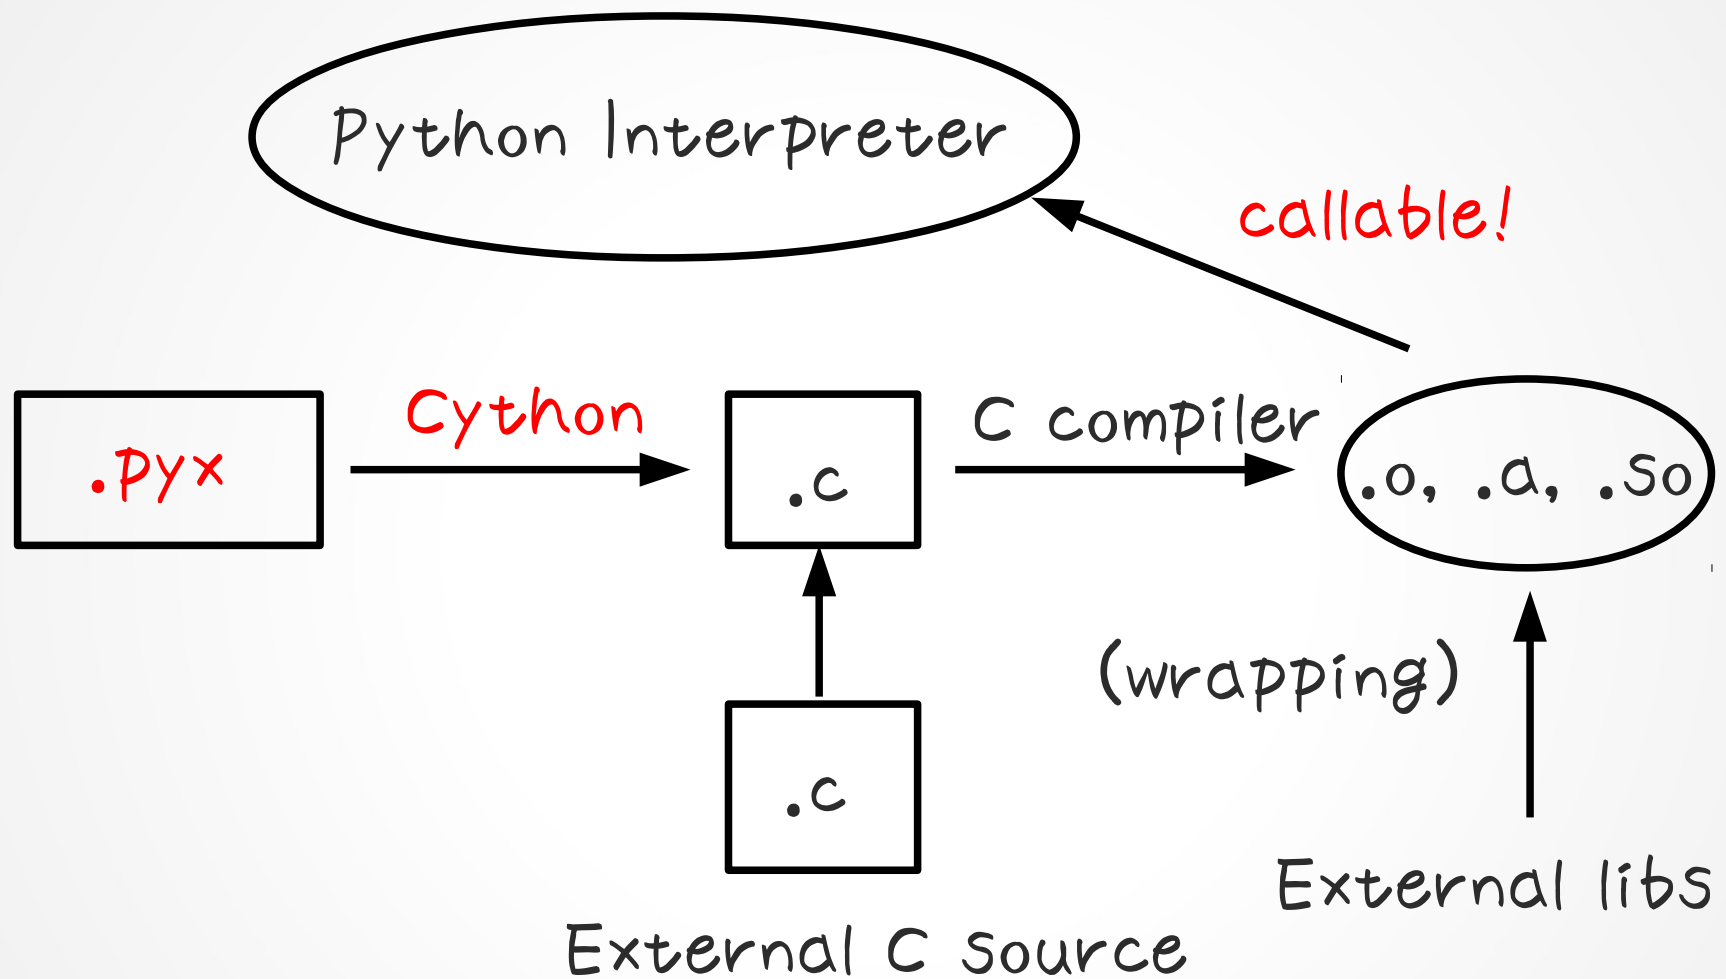 Python Interpreter
callable!
Cython
C compiler
.pyx
.c
.o, .a, .so
(wrapping)
.c
External libs
External C source